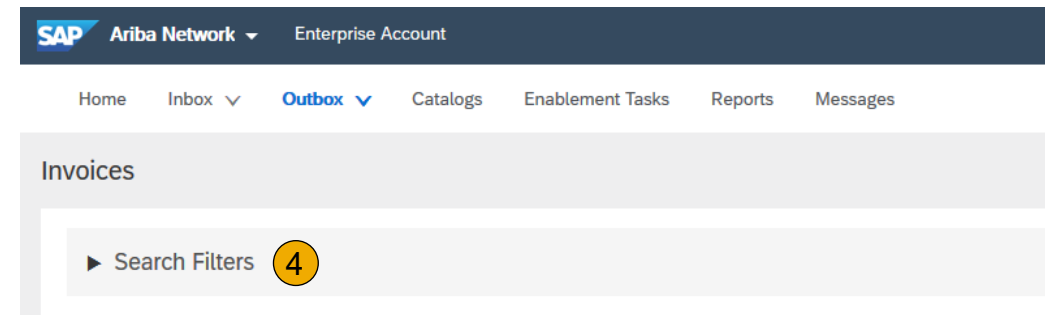 SAP Ariba Network Enterprise Account
Home Inbox Outbox Catalogs Enablement Tasks Reports Messages
Invoices
Search Filters 4